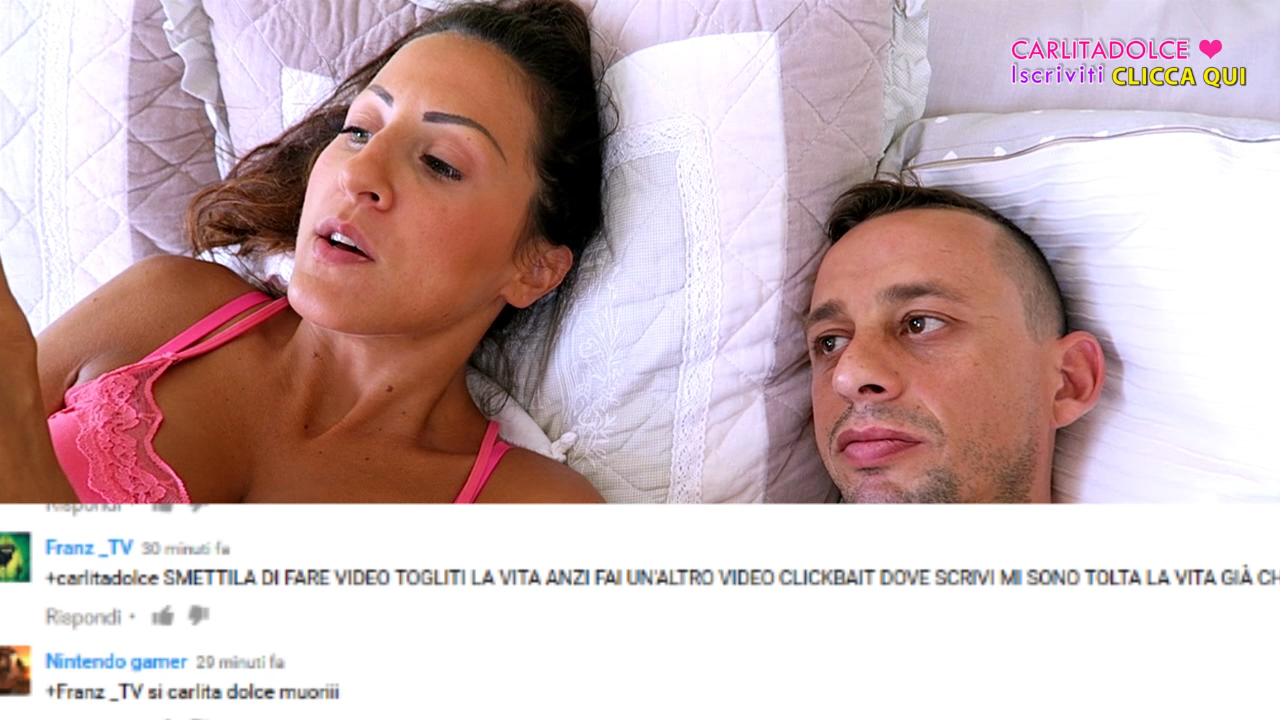 CARLITADOLCE ❤
Iscriviti CLICCA QUI
Rispondi
Franz _TV 30 minuti fa
+carlitadolce SMETTILA DI FARE VIDEO TOGLITI LA VITA ANZI FAI UN'ALTRO VIDEO CLICKBAIT DOVE SCRIVI MI SONO TOLTA LA VITA GIÀ CH
Rispondi •
Nintendo gamer 29 minuti fa
+Franz _TV si carlita dolce muoriii